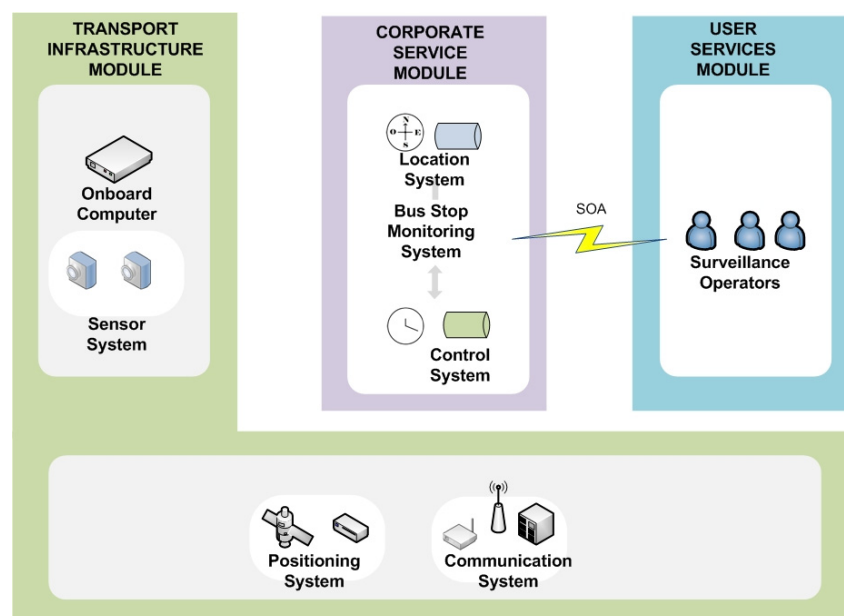 TRANSPORT
INFRASTRUCTURE
MODULE
Onboard
Computer
Sensor
System
CORPORATE
SERVICE
MODULE
N
O E
S
Location
System
Bus Stop
Monitoring
System
Control
System
SOA
USER
SERVICES
MODULE
Surveillance
Operators
Positioning
System
Communication
System